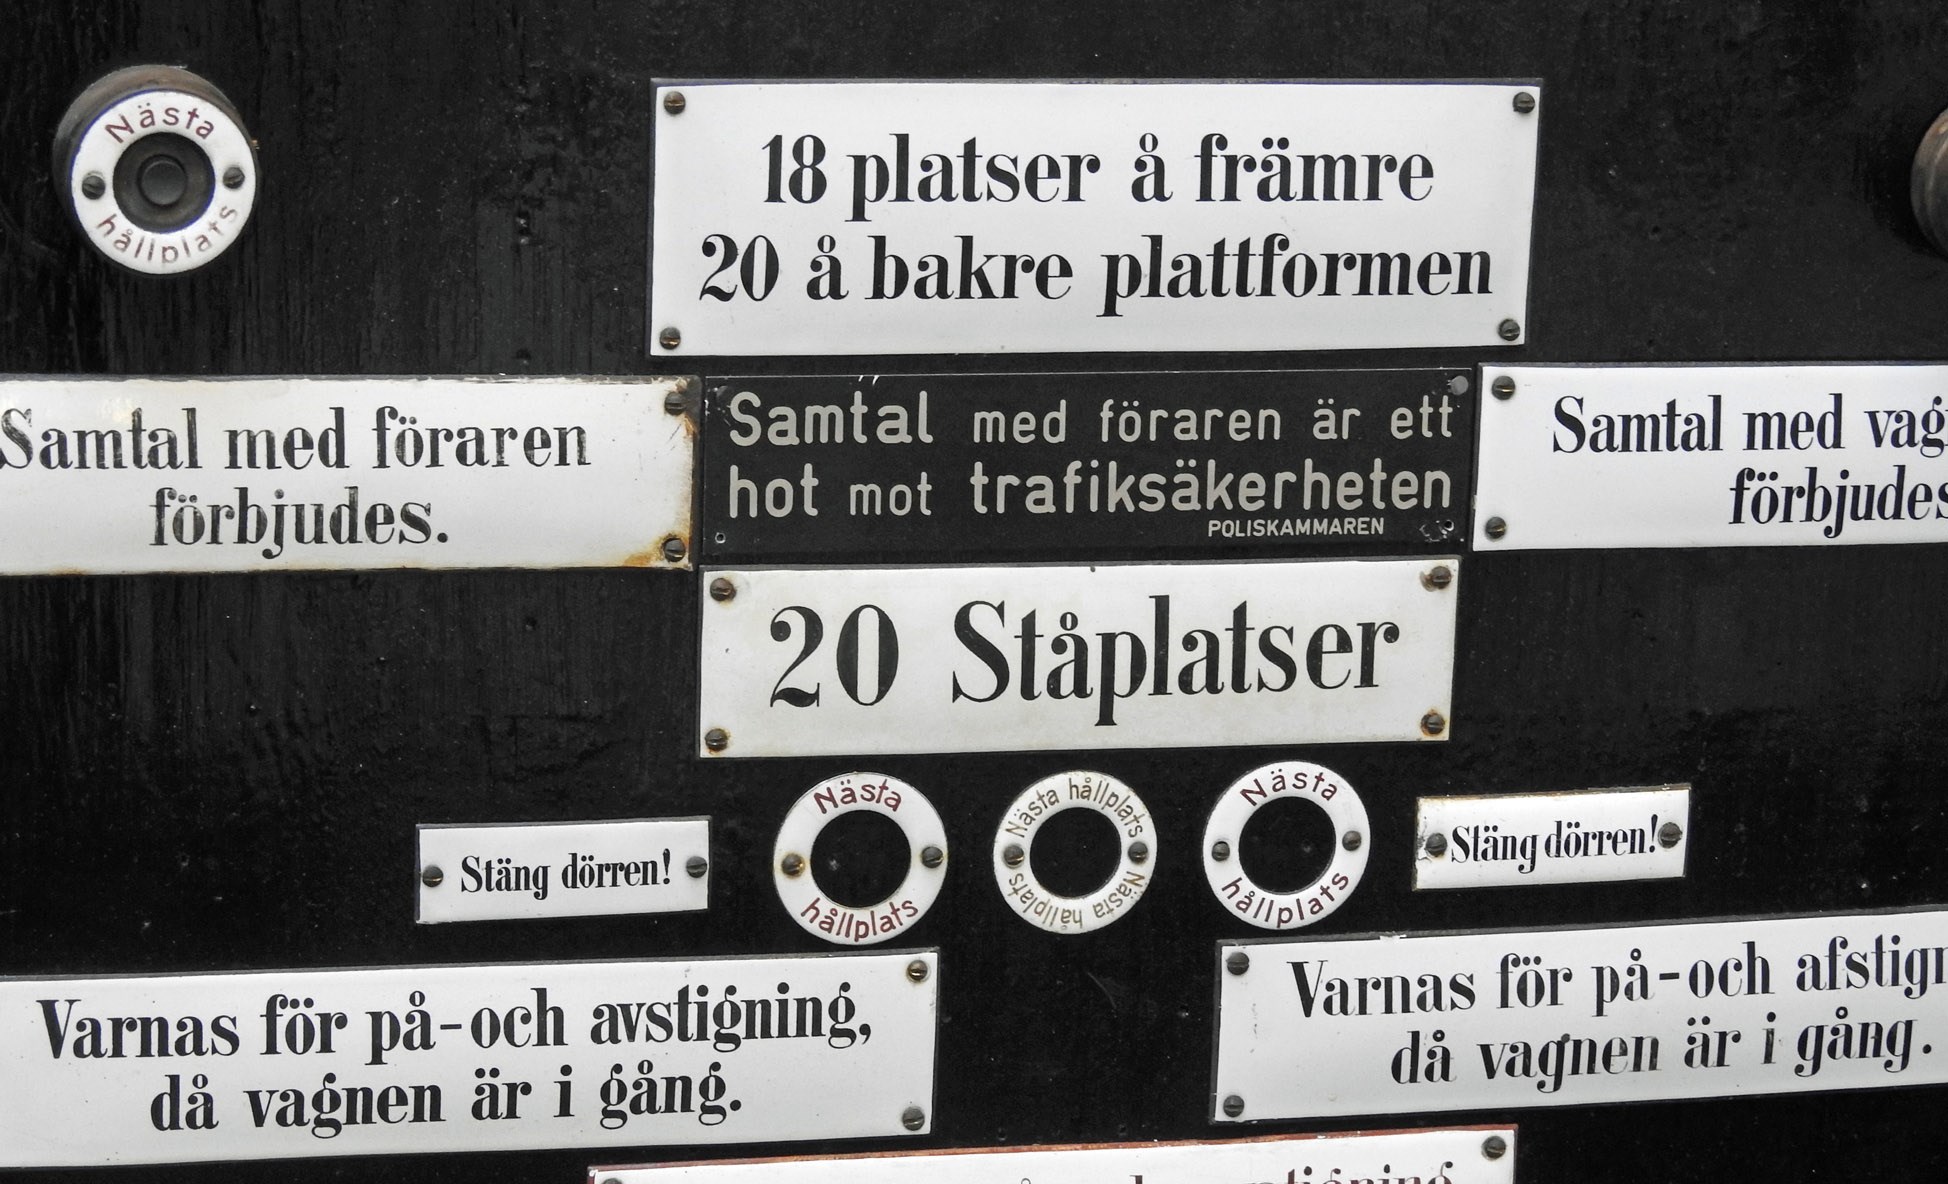 Nästa
hållplats
18 platser å främre
20 å bakre plattformen
Samtal med föraren
förbjudes.
Samtal med föraren är ett
hot mot trafiksäkerheten
POLISKAMMAREN
Samtal med
förbjudes
20 Ståplatser
Stäng dörren!
Nästa
hållplats
Nästa hållplats
Nästa hållplats
Nästa
hållplats
Stäng dörren!
Varnas för på-och avstigning,
då vagnen är i gång.
Varnas för på-och
då vagnen är i gång.